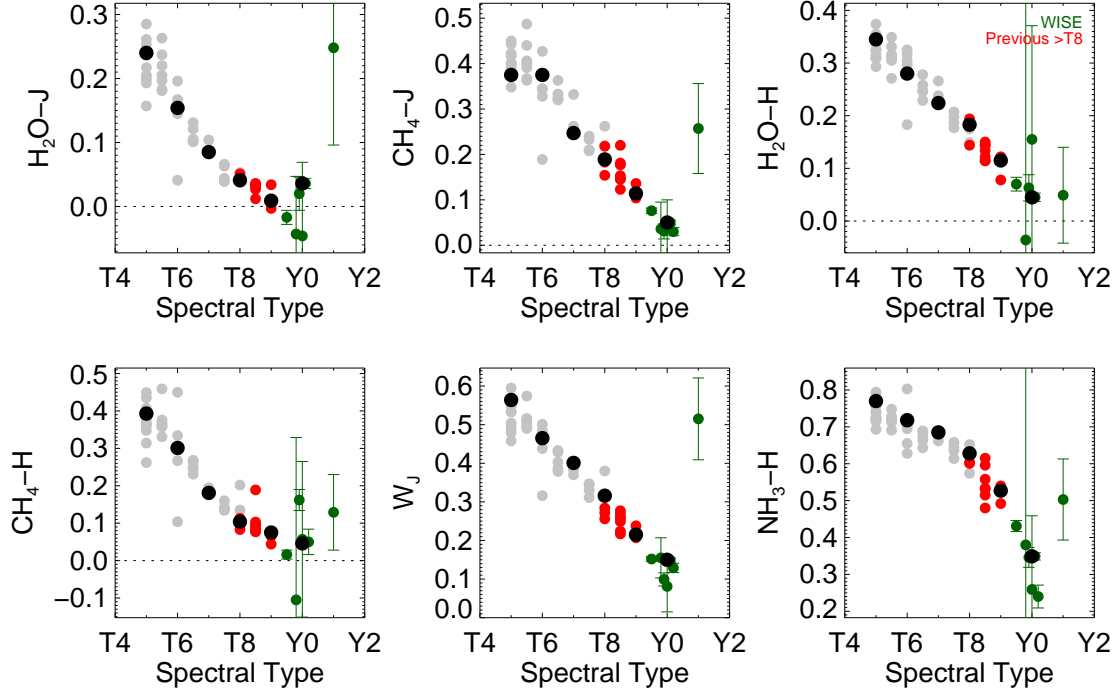 WISE
Previous >T8
H₂O−J
0.2
0.1
0.0
T4 T6 T8 Y0 Y2
Spectral Type
CH₄−J
0.5
0.4
0.3
0.2
0.1
0.0
T4 T6 T8 Y0 Y2
Spectral Type
H₂O−H
0.4
0.3
0.2
0.1
0.0
T4 T6 T8 Y0 Y2
Spectral Type
CH₄−H
0.5
0.4
0.3
0.2
0.1
0.0
−0.1
T4 T6 T8 Y0 Y2
Spectral Type
W_J
0.6
0.5
0.4
0.3
0.2
0.1
0.0
T4 T6 T8 Y0 Y2
Spectral Type
NH₃−H
0.8
0.7
0.6
0.5
0.4
0.3
0.2
T4 T6 T8 Y0 Y2
Spectral Type